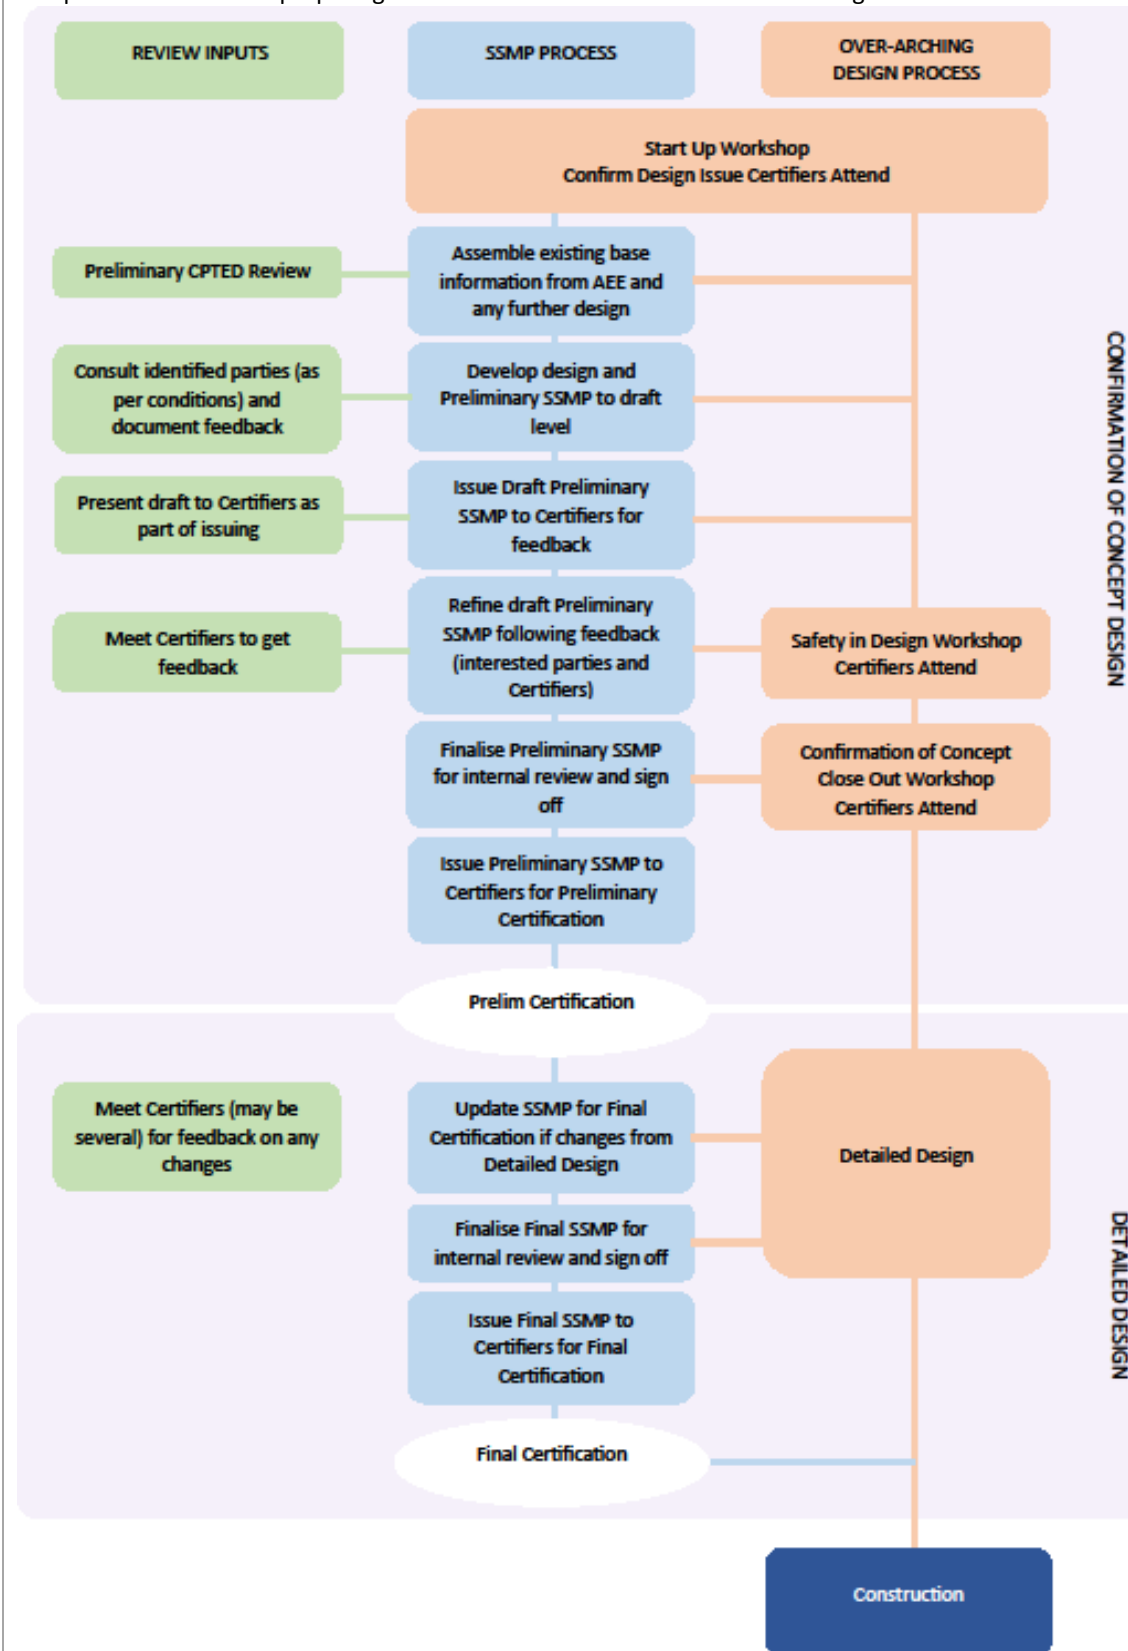 REVIEW INPUTS
SSMP PROCESS
OVER-ARCHING
DESIGN PROCESS
Start Up Workshop
Confirm Design Issue Certifiers Attend
Preliminary CPTED Review
Assemble existing base
information from AEE and
any further design
Consult identified parties (as
per conditions) and
document feedback
Develop design and
Preliminary SSMP to draft
level
Present draft to Certifiers as
part of issuing
Issue Draft Preliminary
SSMP to Certifiers for
feedback
Meet Certifiers to get
feedback
Refine draft Preliminary
SSMP following feedback
(interested parties and
Certifiers)
Safety in Design Workshop
Certifiers Attend
Finalise Preliminary SSMP
for internal review and sign
off
Confirmation of Concept
Close Out Workshop
Certifiers Attend
Issue Preliminary SSMP to
Certifiers for Preliminary
Certification
Prelim Certification
CONFIRMATION OF CONCEPT DESIGN
Meet Certifiers (may be
several) for feedback on any
changes
Update SSMP for Final
Certification if changes from
Detailed Design
Detailed Design
Finalise Final SSMP for
internal review and sign off
Issue Final SSMP to
Certifiers for Final
Certification
Final Certification
DETAILED DESIGN
Construction